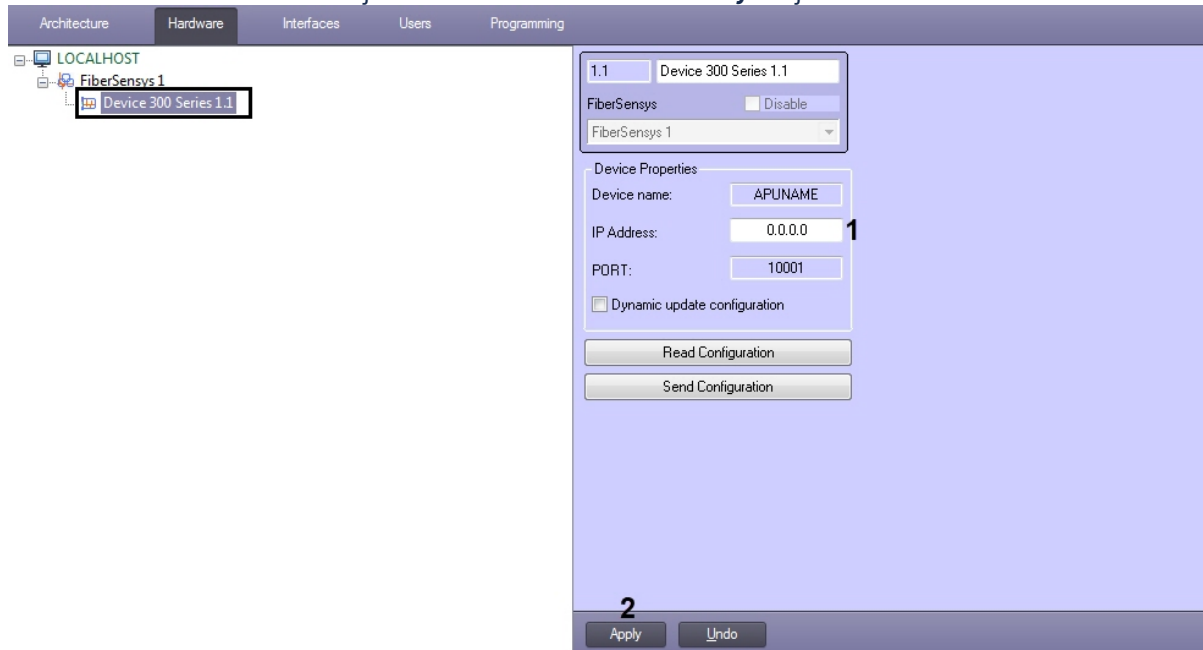 Architecture Hardware Interfaces Users Programming
LOCALHOST
FiberSensys 1
Device 300 Series 1.1
1.1 Device 300 Series 1.1
FiberSensys Disable
FiberSensys 1
Device Properties
Device name: APUNAME
IP Address: 0.0.0.0 1
PORT: 10001
Dynamic update configuration
Read Configuration
Send Configuration
2
Apply Undo